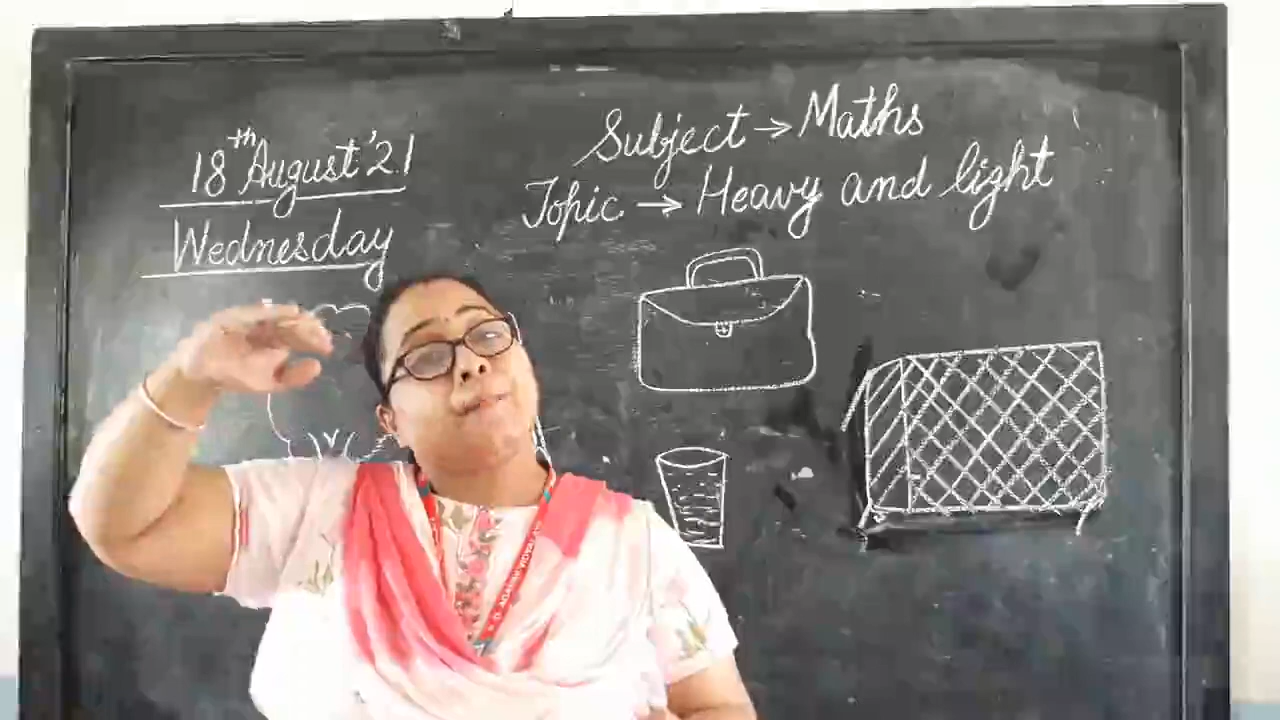 18th August'21
Wednesday
Subject → Maths
Topic → Heavy and light